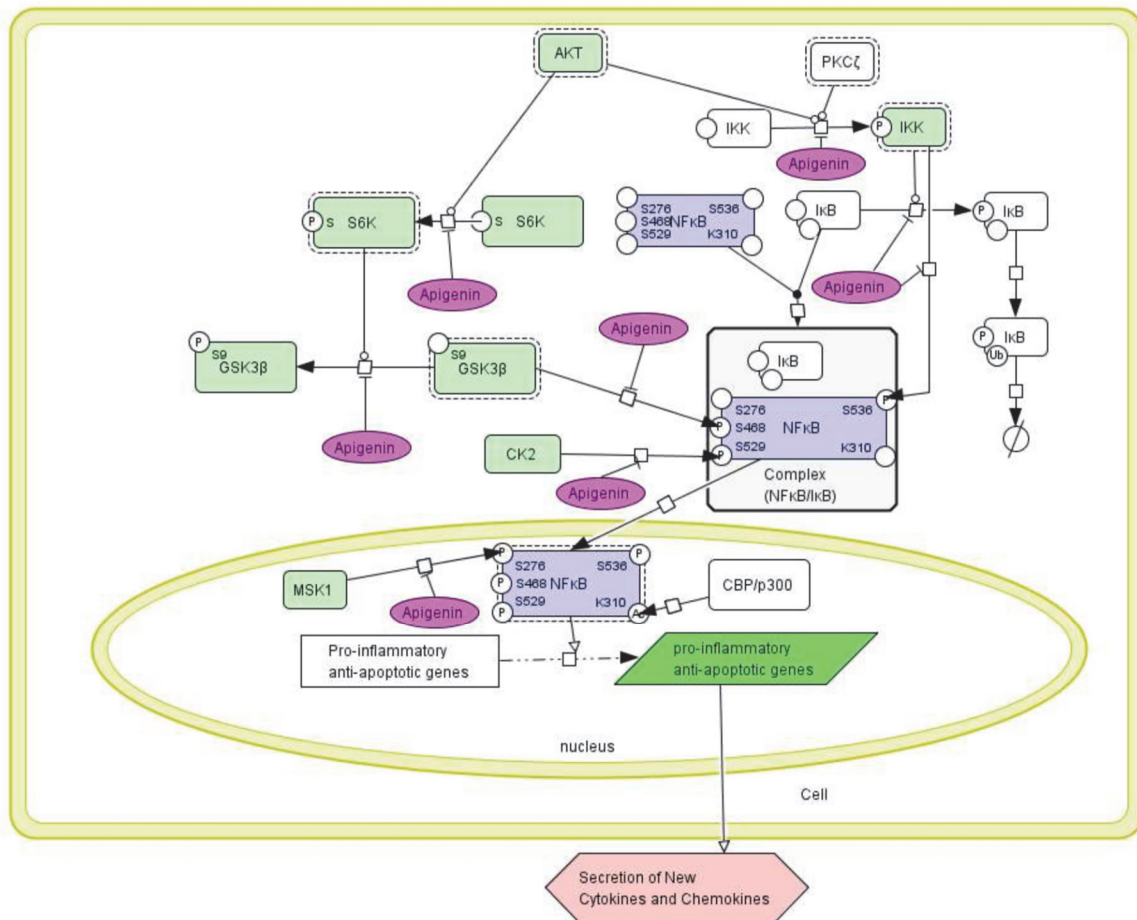 AKT
PKCζ
IKK
P
IKK
Apigenin
S276
S536
S468
NFκB
S529
K310
IκB
P
IκB
P
S
S6K
S
S6K
Apigenin
Apigenin
Apigenin
P
S9
GSK3β
S9
GSK3β
IκB
P
IκB
Ub
S276
S536
P
P
S468
NFκB
P
S529
K310
Complex
(NFκB/IκB)
Apigenin
CK2
Apigenin
P
S276
S536
P
P
S468
NFκB
P
S529
K310
MSK1
Apigenin
CBP/p300
Pro-inflammatory
anti-apoptotic genes
pro-inflammatory
anti-apoptotic genes
nucleus
Cell
Secretion of New
Cytokines and Chemokines